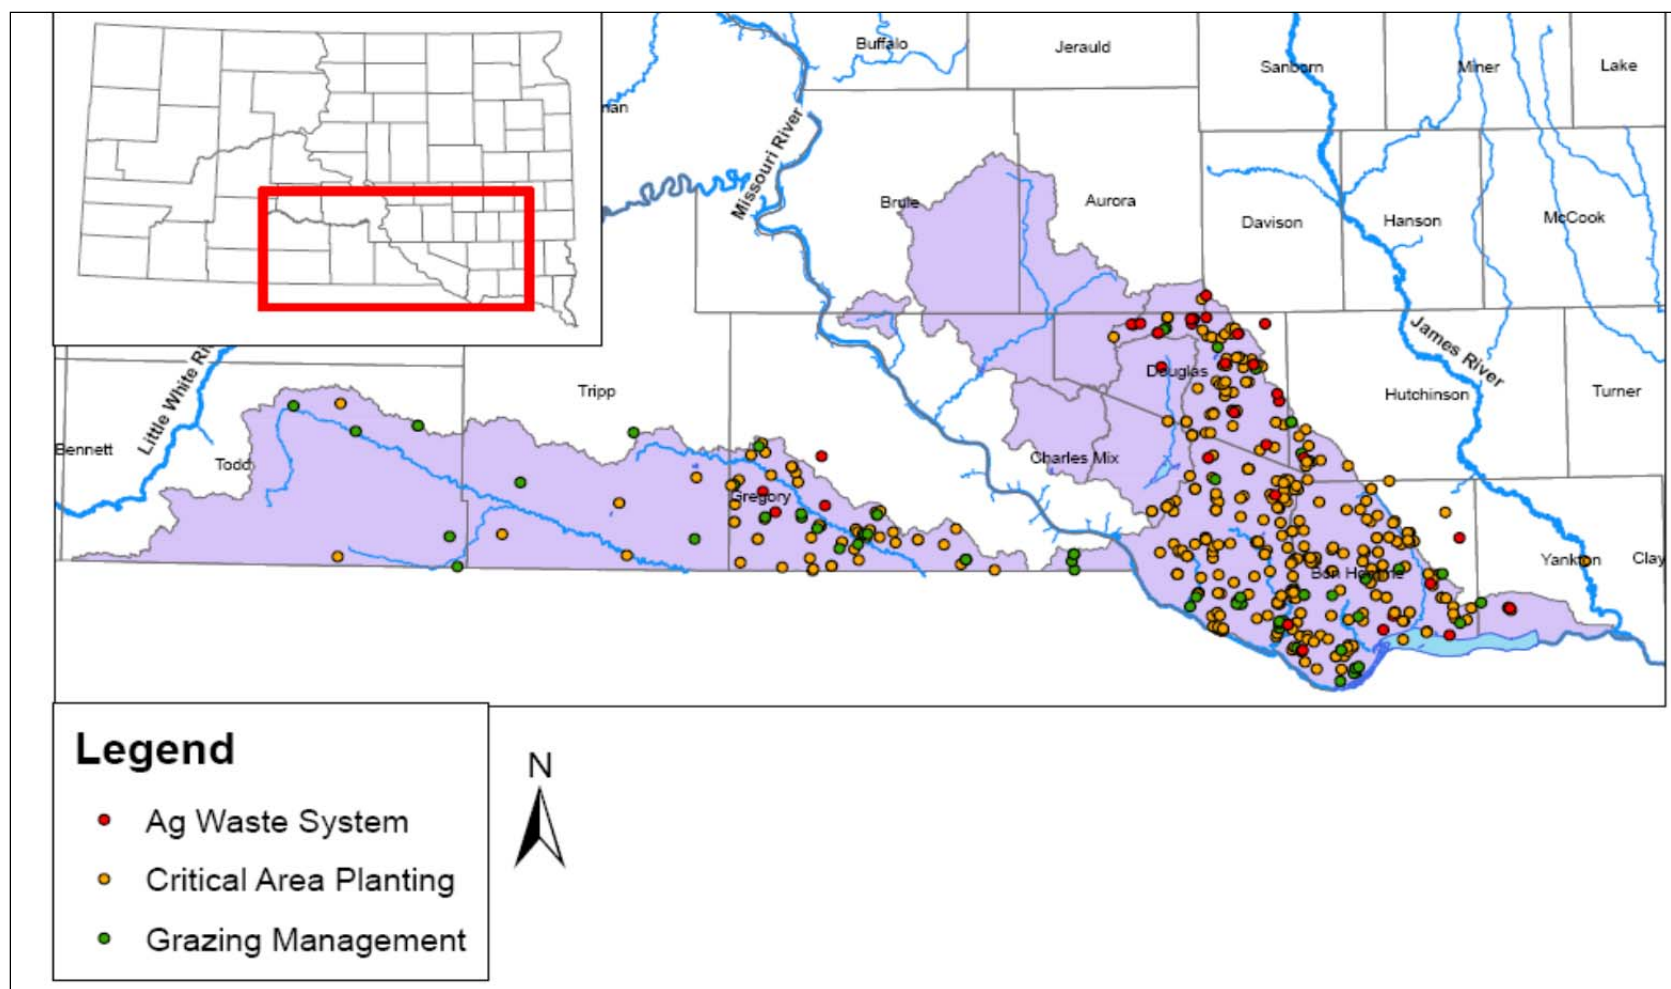 Buffalo
Jerauld
Sanborn
Miner
Lake
nan
Missouri River
Brule
Aurora
Davison
Hanson
McCook
James River
Little White Ri
Tripp
Douglas
Hutchinson
Turner
Bennett
Todd
Charles Mix
Gregory
Bon Homme
Yankton
Clay
Legend
Ag Waste System
Critical Area Planting
Grazing Management
N